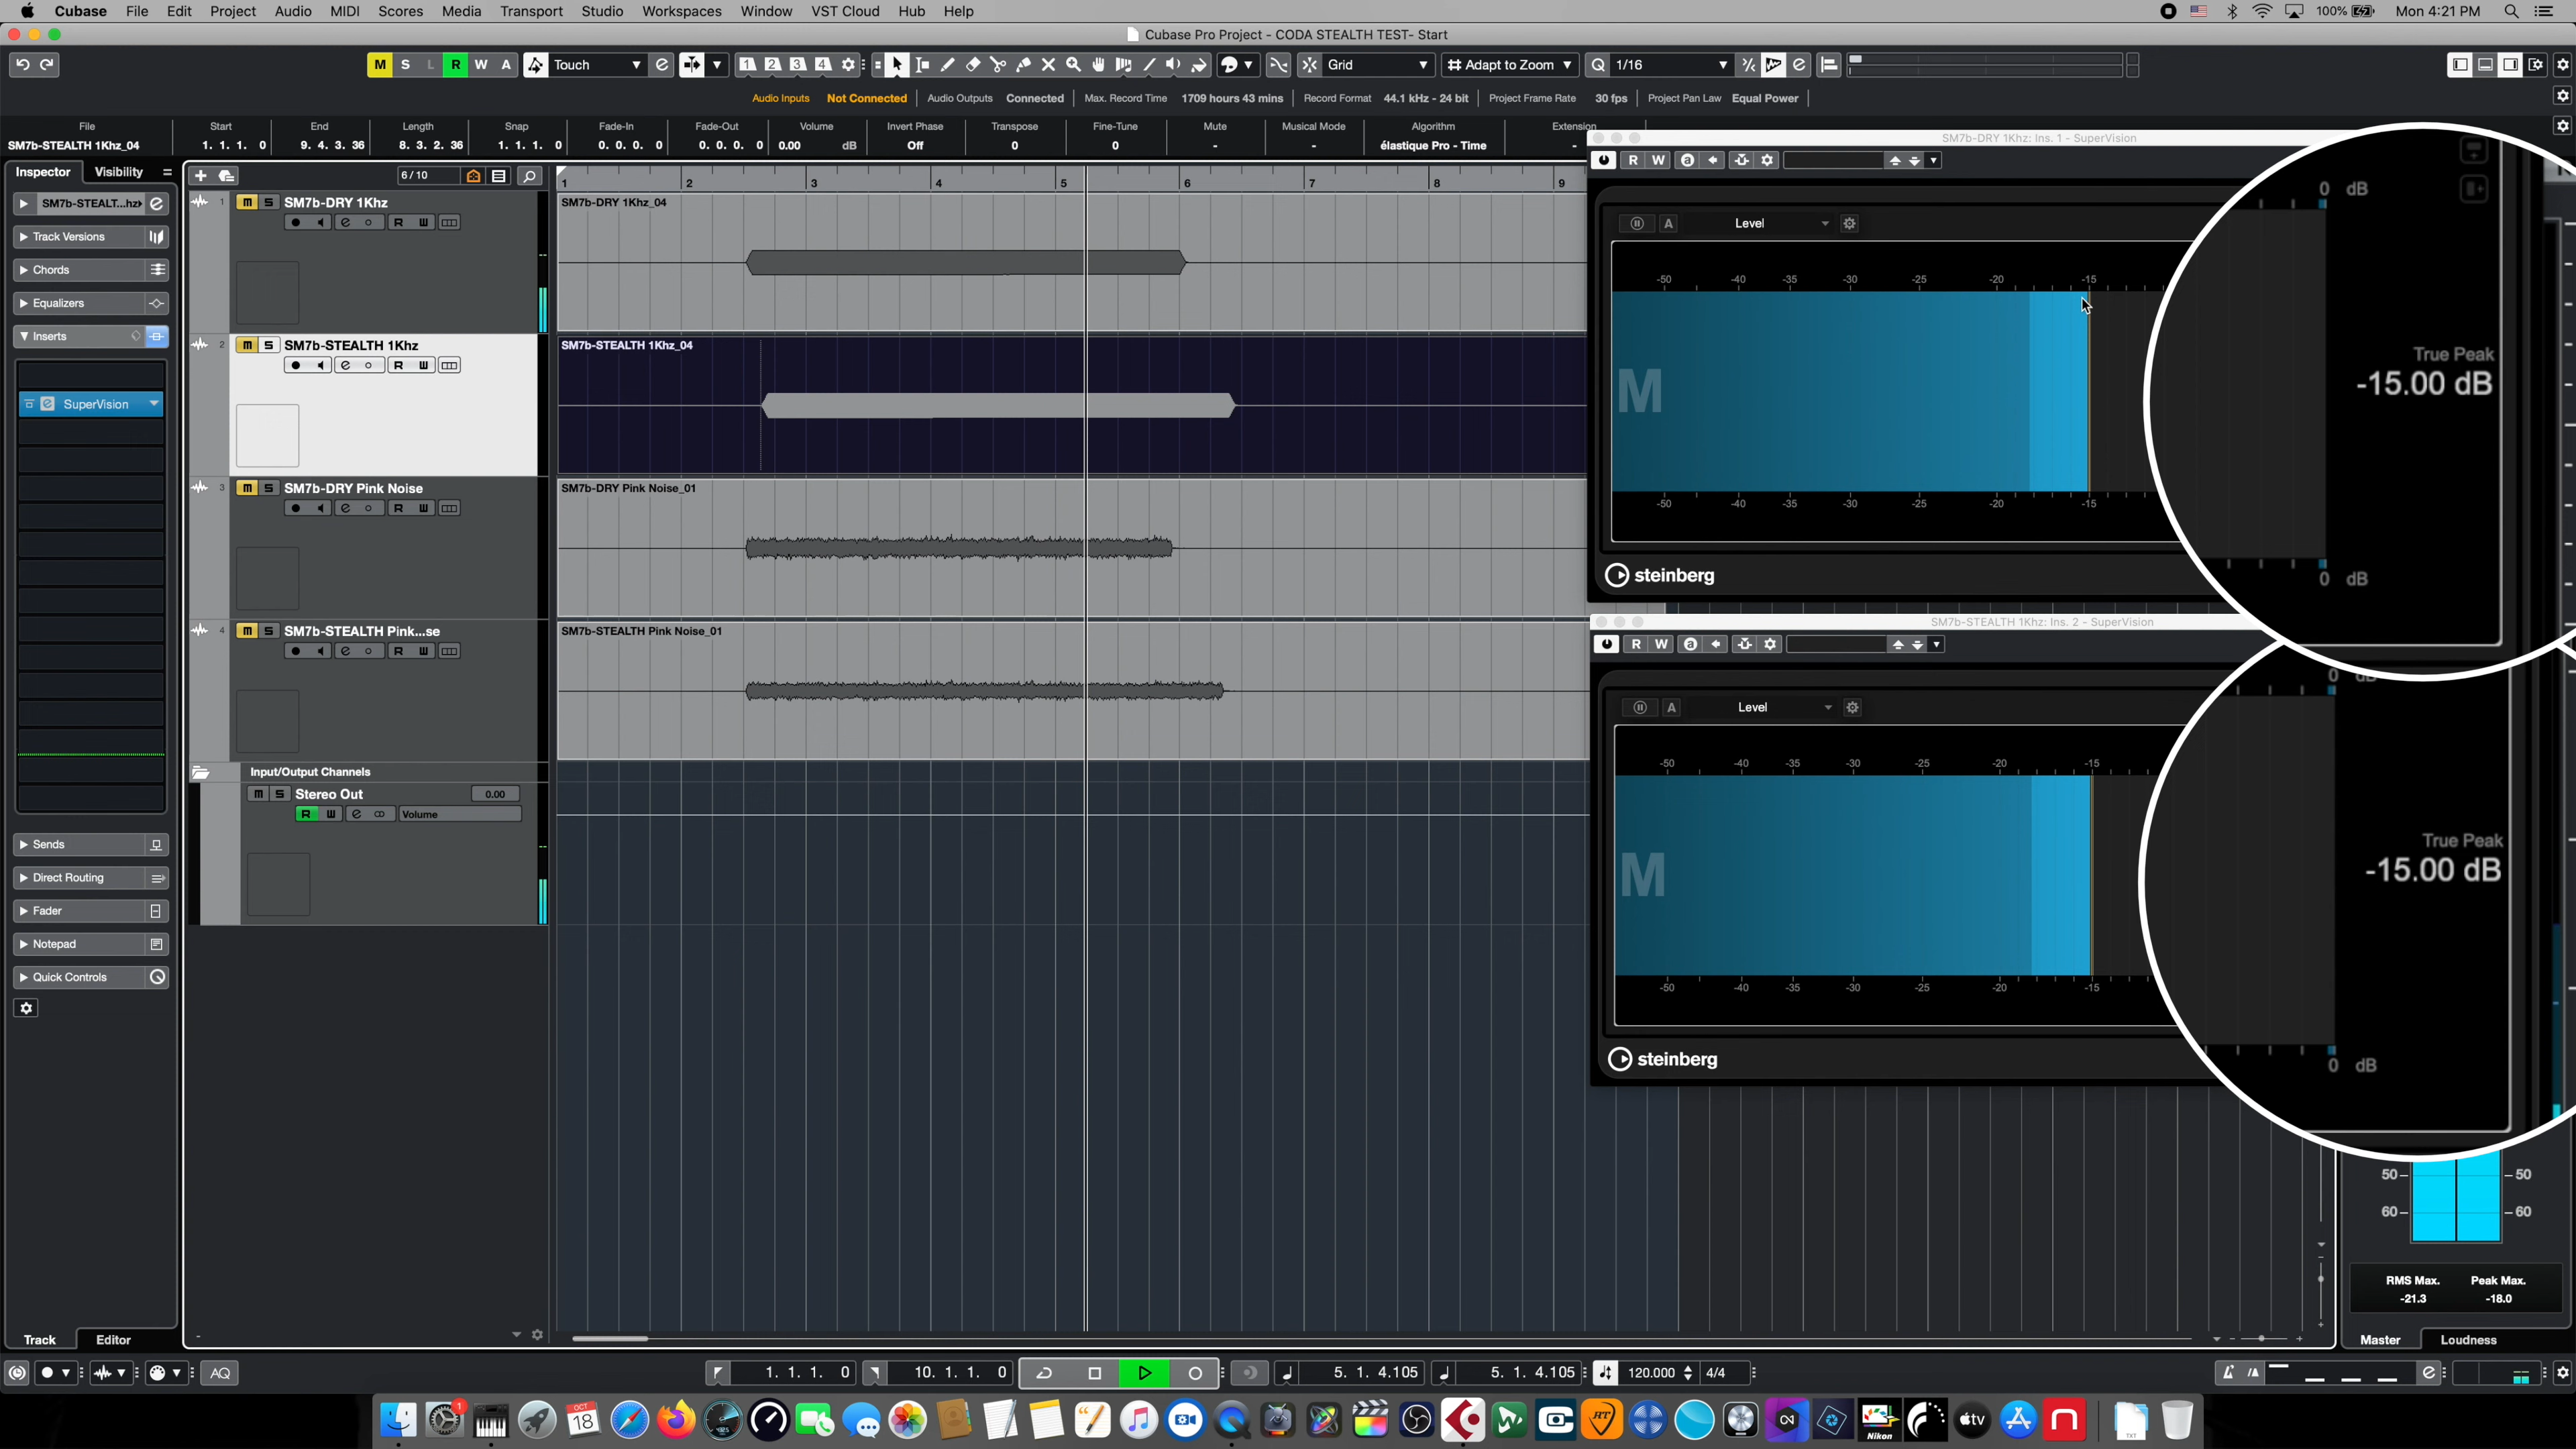 Cubase File Edit Project Audio MIDI Scores Media Transport Studio Workspaces Window VST Cloud Hub Help 100% Mon 4:21 PM
Cubase Pro Project - CODA STEALTH TEST- Start
M S L R W A Touch 1 2 3 4 Grid Adapt to Zoom Q 1/16
Audio Inputs Not Connected Audio Outputs Connected Max. Record Time 1709 hours 43 mins Record Format 44.1 kHz - 24 bit Project Frame Rate 30 fps Project Pan Law Equal Power
File Start End Length Snap Fade-In Fade-Out Volume Invert Phase Transpose Fine-Tune Mute Musical Mode Algorithm Extension
SM7b-STEALTH 1Khz_04 1. 1. 1. 0 9. 4. 3. 36 8. 3. 2. 36 1. 1. 1. 0 0. 0. 0. 0 0. 0. 0. 0 0.00 dB Off 0 0 - - élastique Pro - Time -
Inspector Visibility 6 / 10 1 2 3 4 5 6 7 8 9
SM7b-STEALT...hz
Track Versions
Chords
Equalizers
Inserts
SuperVision
Sends
Direct Routing
Fader
Notepad
Quick Controls
Track Editor
1 m S SM7b-DRY 1Khz
R W
2 m S SM7b-STEALTH 1Khz
R W
3 m S SM7b-DRY Pink Noise
R W
4 m S SM7b-STEALTH Pink...se
R W
Input/Output Channels
m S Stereo Out 0.00
R W Volume
SM7b-DRY 1Khz_04
SM7b-STEALTH 1Khz_04
SM7b-DRY Pink Noise_01
SM7b-STEALTH Pink Noise_01
SM7b-DRY 1Khz: Ins. 1 - SuperVision
R W a
A Level
-50 -40 -35 -30 -25 -20 -15
M
-50 -40 -35 -30 -25 -20 -15
steinberg
0 dB
True Peak
-15.00 dB
0 dB
SM7b-STEALTH 1Khz: Ins. 2 - SuperVision
R W a
A Level
-50 -40 -35 -30 -25 -20 -15
M
-50 -40 -35 -30 -25 -20 -15
steinberg
0 dB
True Peak
-15.00 dB
0 dB
50 50
60 60
RMS Max. Peak Max.
-21.3 -18.0
Master Loudness
AQ 1. 1. 1. 0 10. 1. 1. 0 5. 1. 4.105 5. 1. 4.105 120.000 4/4
1 OCT 18 RT Nikon tv TXT